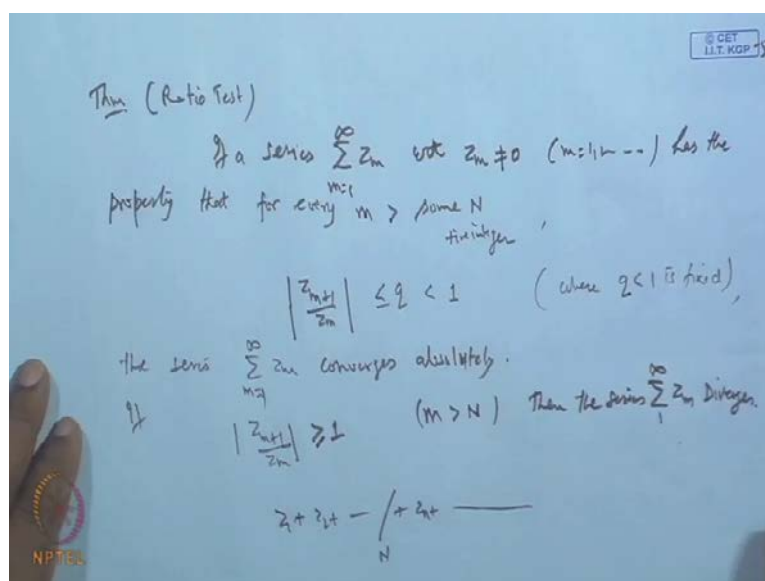 © CET
I.I.T. KGP
Thm (Ratio Test)
If a series ∑_{m=1}^{∞} z_m with z_m ≠ 0 (m=1,2,...) has the
property that for every m > some N
+ive integer,
|z_{m+1}/z_m| ≤ q < 1 (where q<1 is fixed),
the series ∑_{m=1}^{∞} z_m converges absolutely.
If
|z_{m+1}/z_m| ≥ 1 (m > N) Then the series ∑_{1}^{∞} z_m Diverges.
z_1 + z_2 + — / + z_n + ———
N
NPTEL